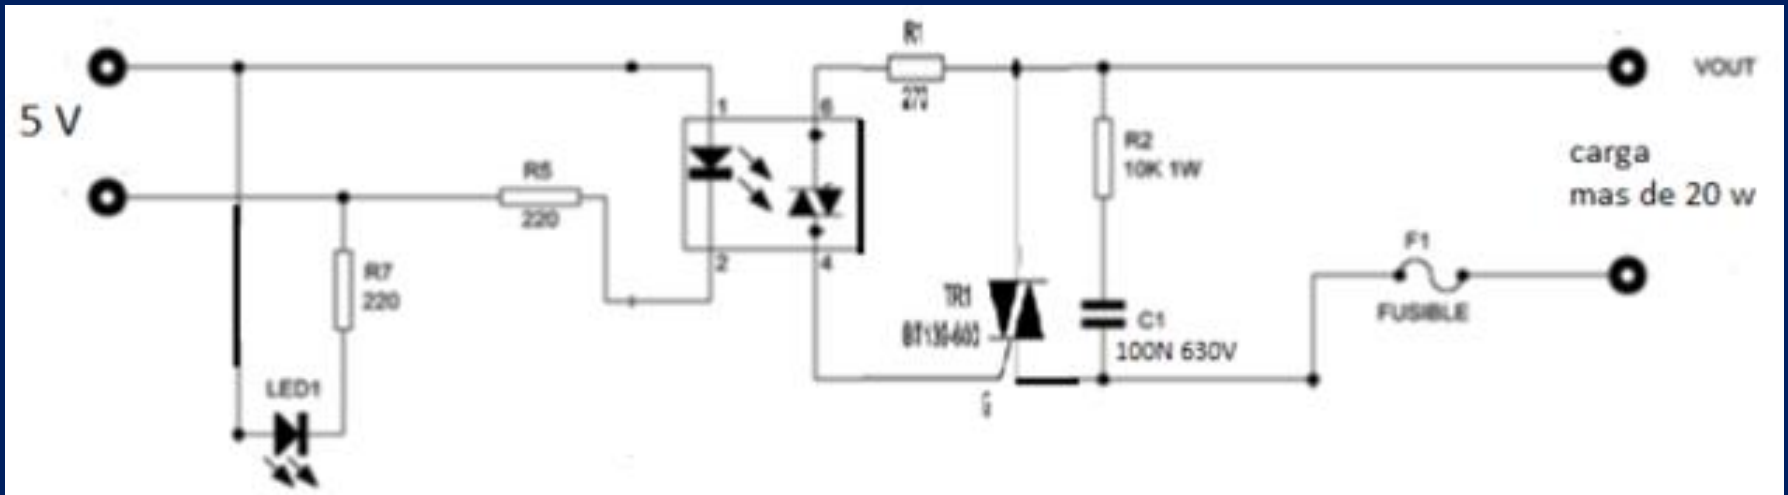 R1
270
VOUT
5 V
1
6
R2
10K 1W
carga
mas de 20 w
R5
220
2
4
R7
220
F1
FUSIBLE
TR1
C1
100N 630V
LED1
G